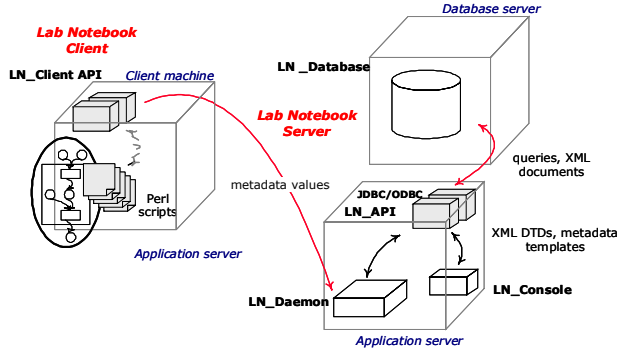 Database server
Lab Notebook
Client
LN_Client API
Client machine
LN _Database
Lab Notebook
Server
queries, XML
documents
metadata values
JDBC/ODBC
LN_API
Perl
scripts
XML DTDs, metadata
templates
Application server
LN_Daemon
LN_Console
Application server